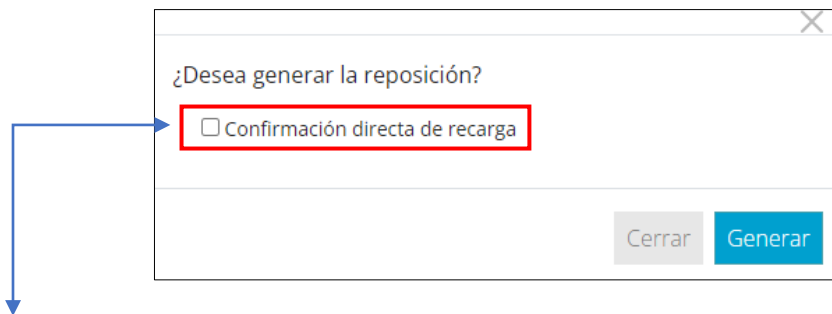 ¿Desea generar la reposición?
Confirmación directa de recarga
Cerrar Generar